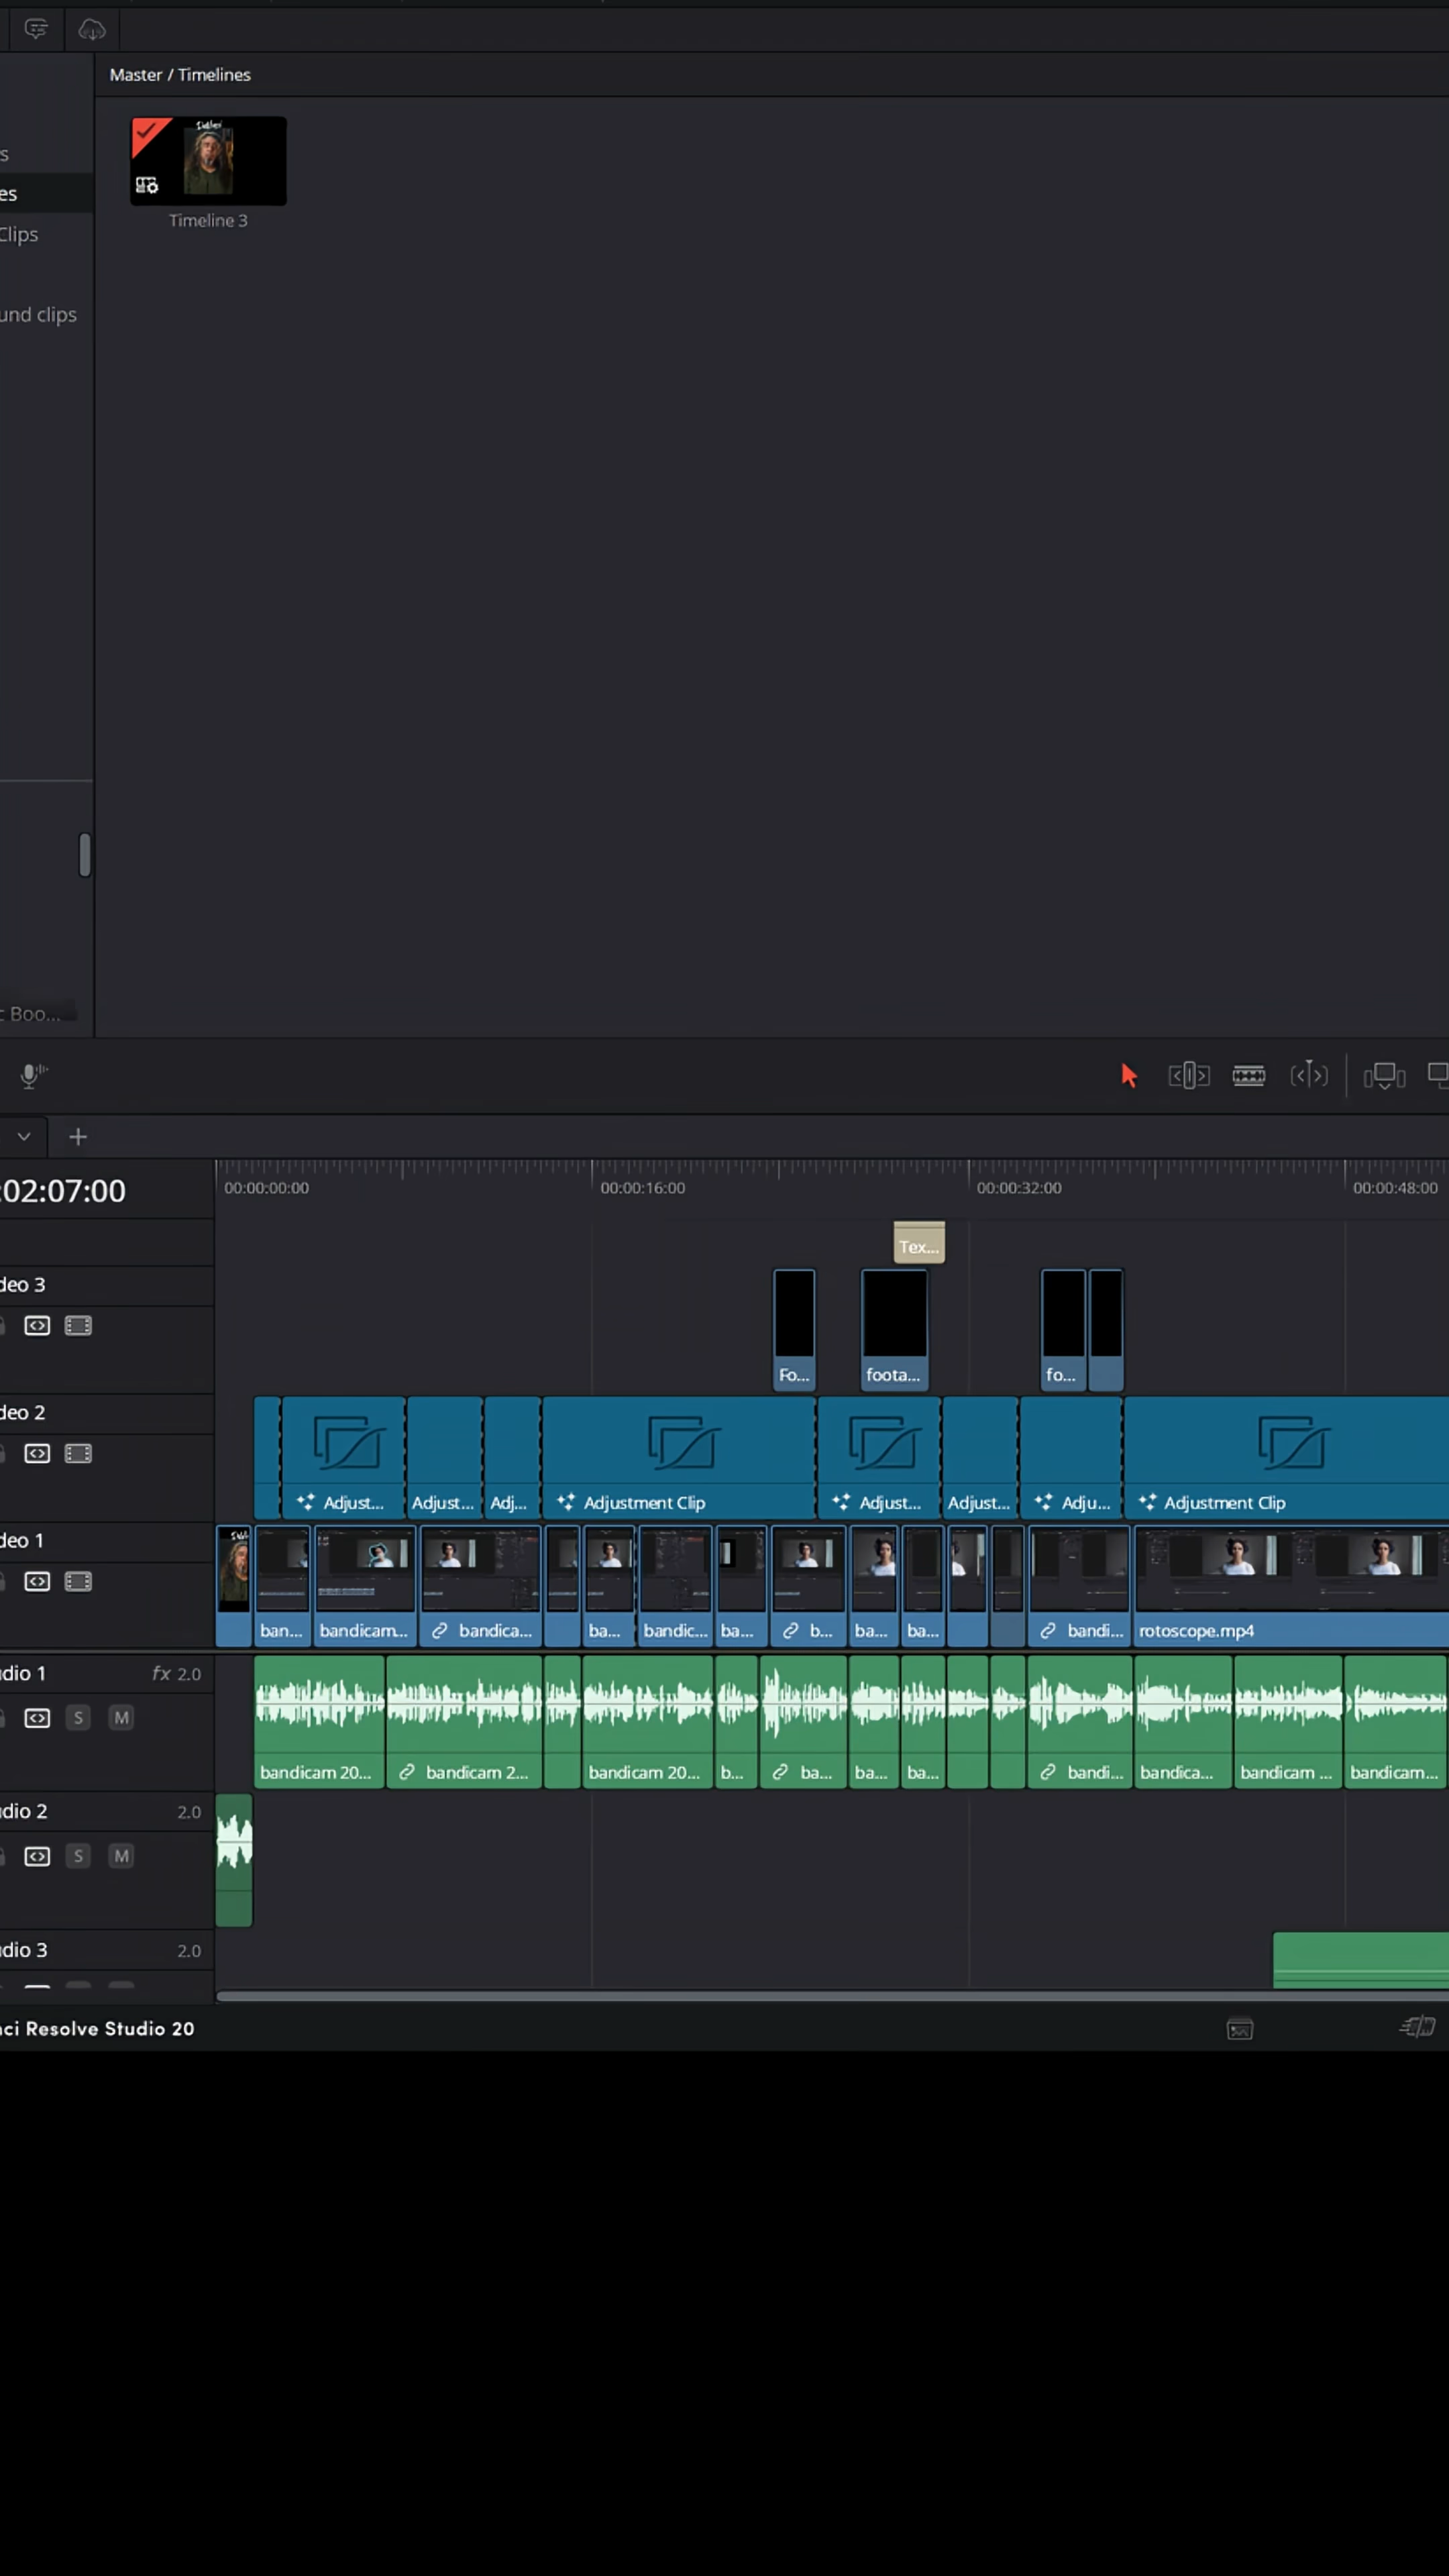 Master / Timelines
s
es
Timeline 3
Clips
und clips
c Boo...
:02:07:00
00:00:00:00
00:00:16:00
00:00:32:00
00:00:48:00
Tex...
deo 3
Fo...
foota...
fo...
deo 2
Adjust...
Adjust...
Adj...
Adjustment Clip
Adjust...
Adjust...
Adju...
Adjustment Clip
deo 1
ban...
bandicam...
bandica...
ba...
bandic...
ba...
b...
ba...
ba...
bandi...
rotoscope.mp4
dio 1
fx 2.0
S
M
bandicam 20...
bandicam 2...
bandicam 20...
b...
ba...
ba...
ba...
bandi...
bandica...
bandicam ...
bandicam...
dio 2
2.0
S
M
dio 3
2.0
ci Resolve Studio 20